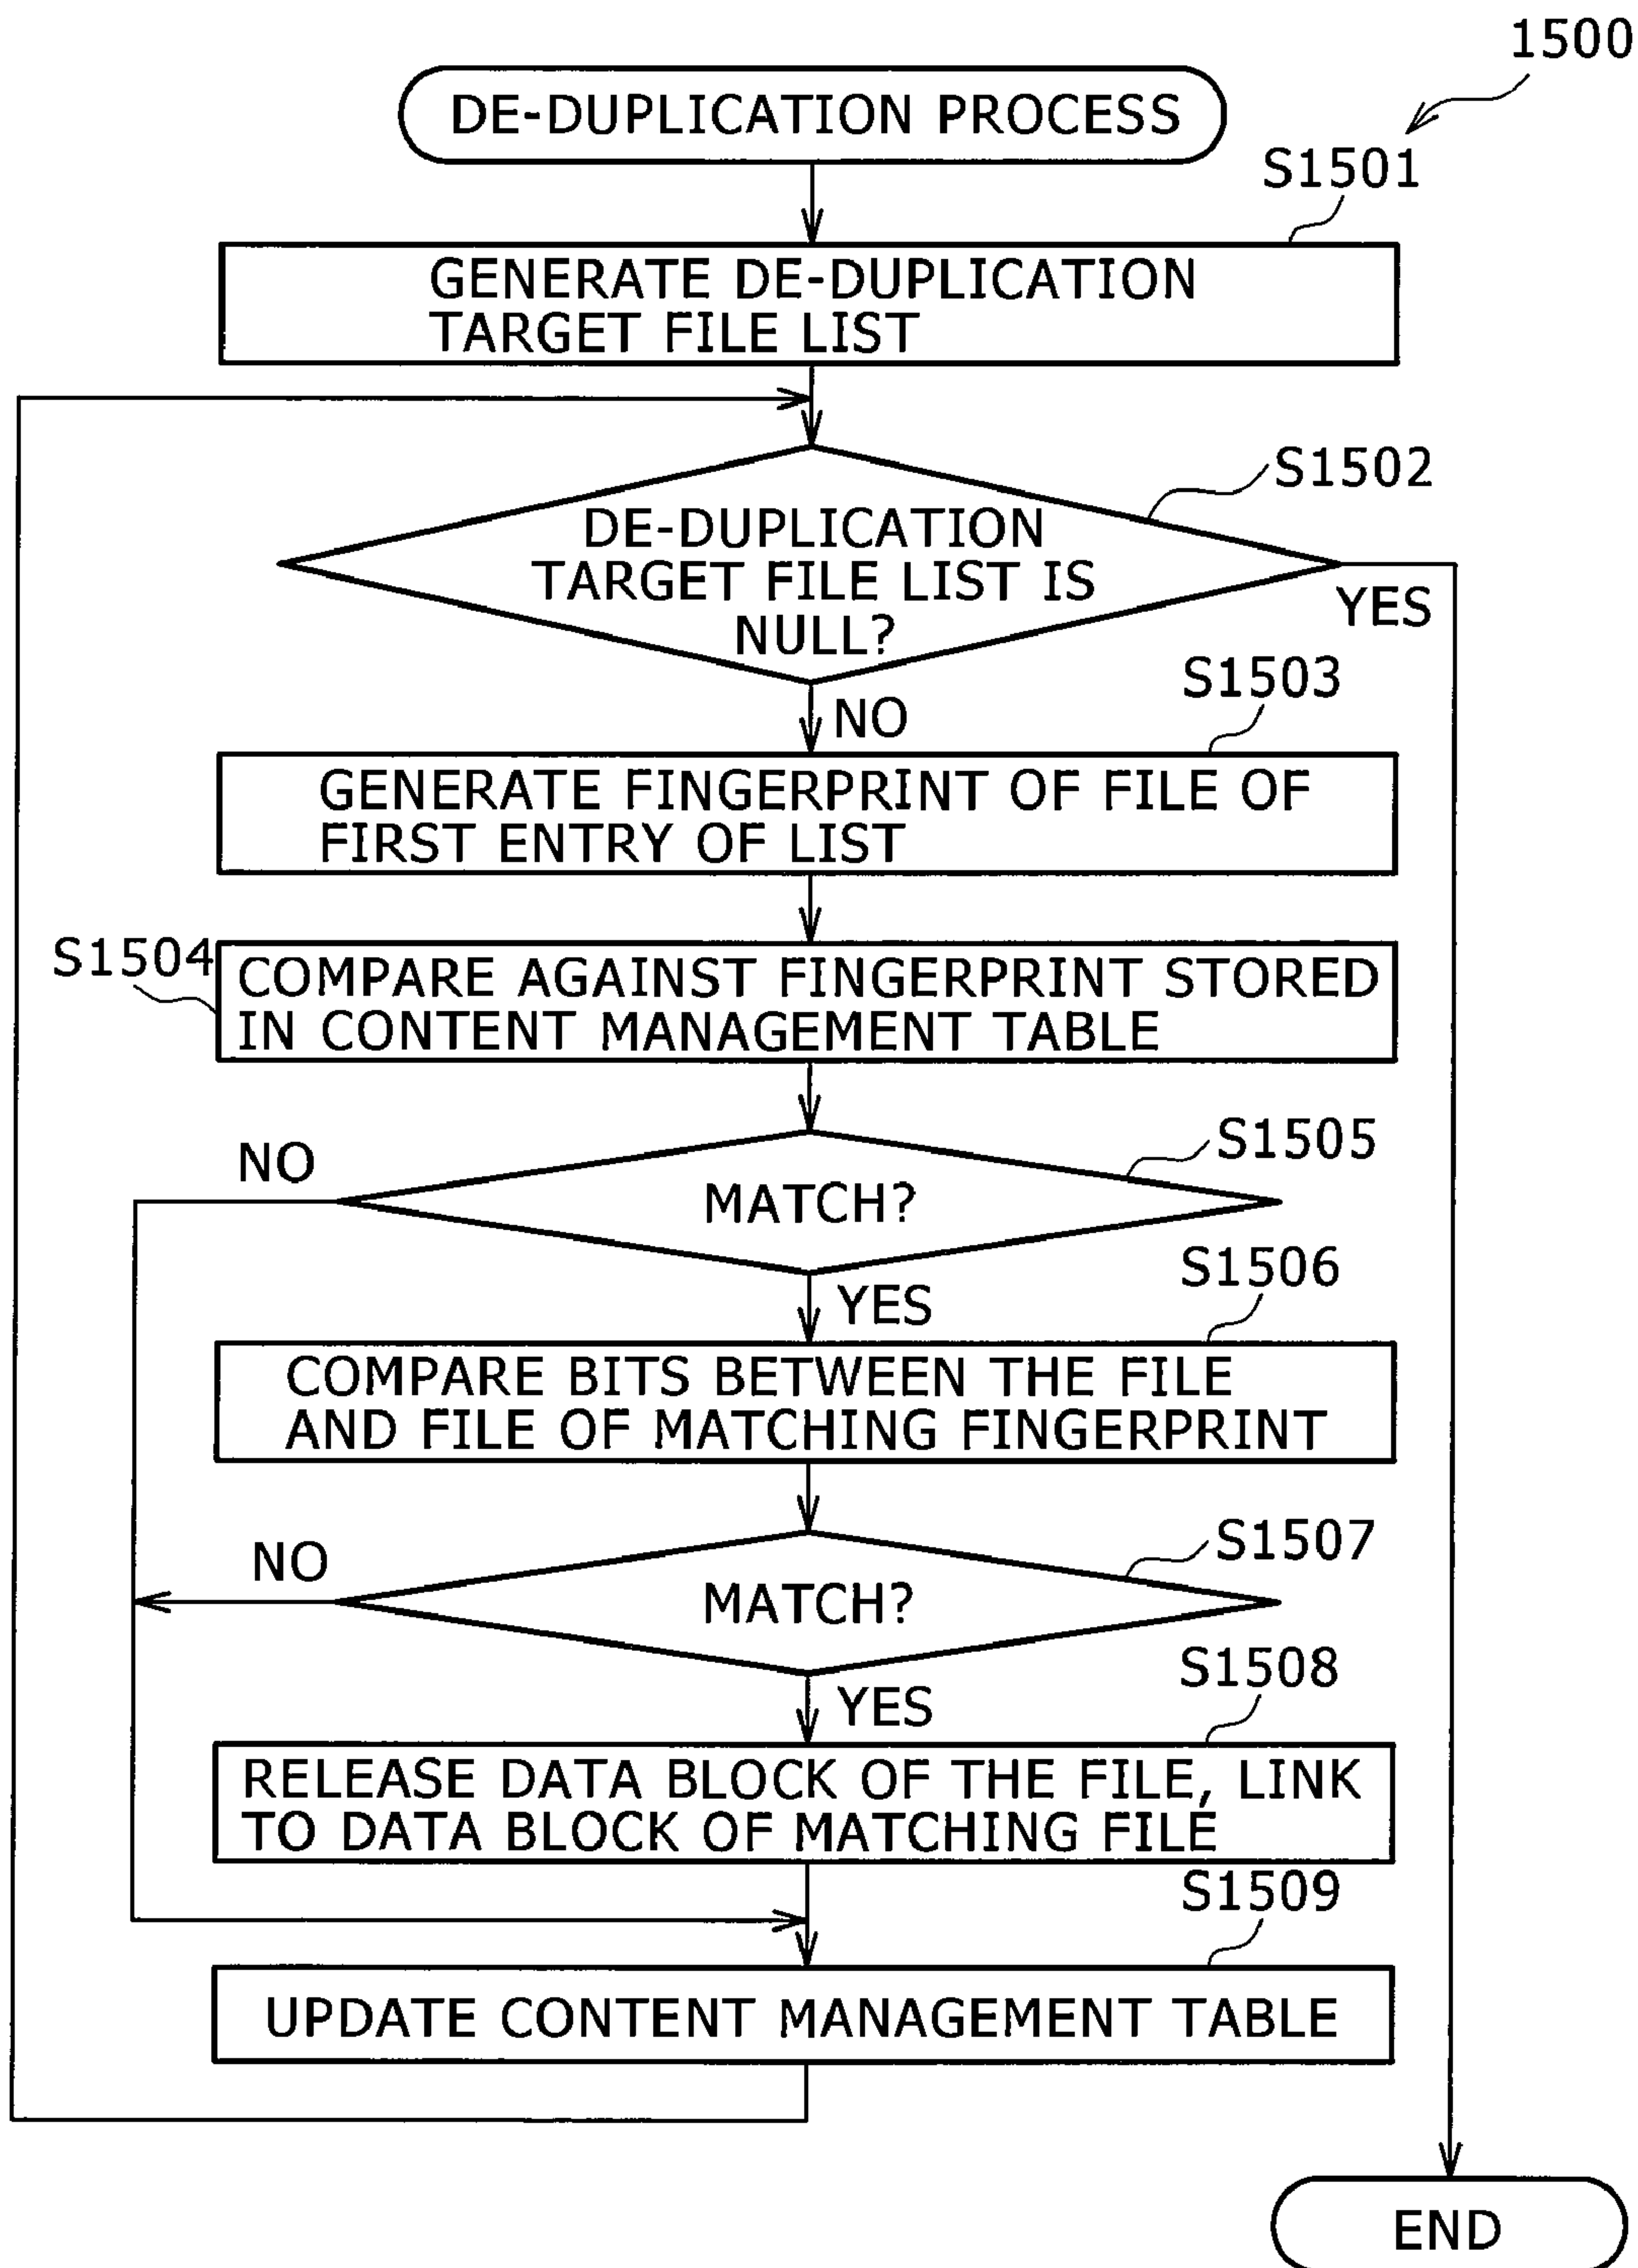 1500
DE-DUPLICATION PROCESS
S1501
GENERATE DE-DUPLICATION
TARGET FILE LIST
S1502
DE-DUPLICATION
TARGET FILE LIST IS
NULL?
YES
NO
S1503
GENERATE FINGERPRINT OF FILE OF
FIRST ENTRY OF LIST
S1504
COMPARE AGAINST FINGERPRINT STORED
IN CONTENT MANAGEMENT TABLE
S1505
NO
MATCH?
YES
S1506
COMPARE BITS BETWEEN THE FILE
AND FILE OF MATCHING FINGERPRINT
S1507
NO
MATCH?
YES
S1508
RELEASE DATA BLOCK OF THE FILE, LINK
TO DATA BLOCK OF MATCHING FILE
S1509
UPDATE CONTENT MANAGEMENT TABLE
END